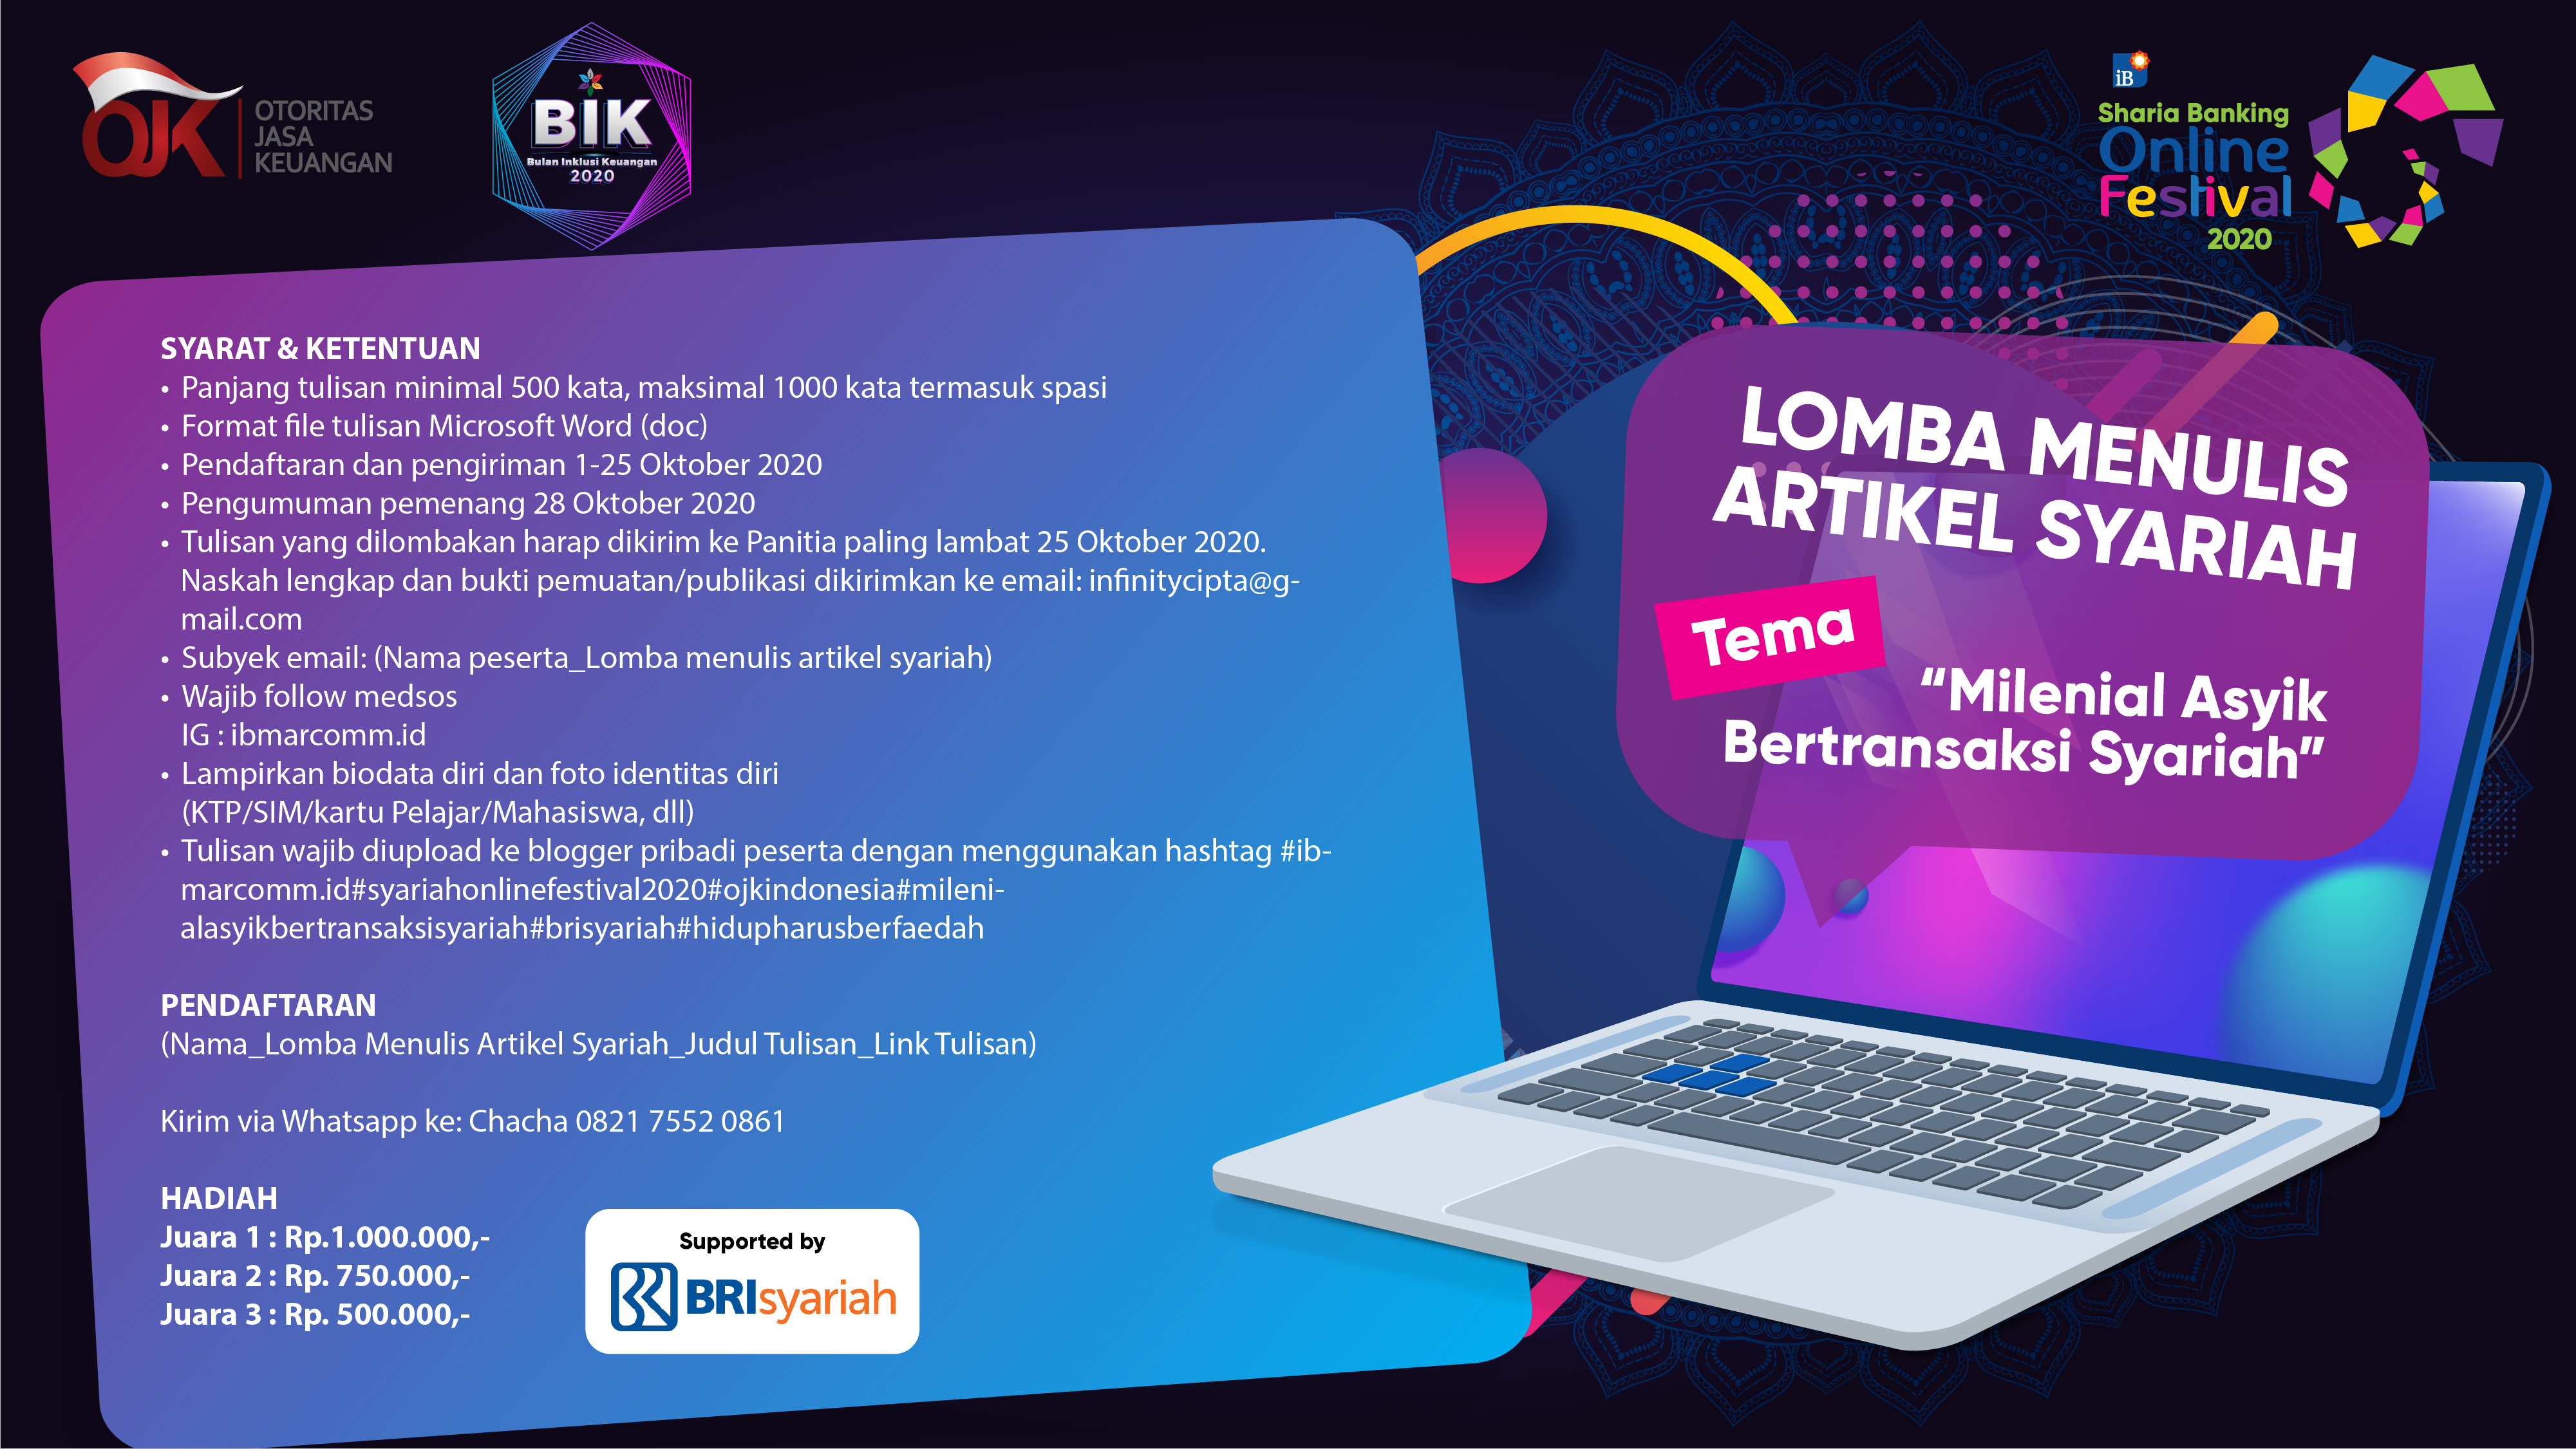 OJK
OTORITAS
JASA
KEUANGAN
BIK
Bulan Inklusi Keuangan
2020
iB
Sharia Banking
Online
Festival
2020
SYARAT & KETENTUAN
• Panjang tulisan minimal 500 kata, maksimal 1000 kata termasuk spasi
• Format file tulisan Microsoft Word (doc)
• Pendaftaran dan pengiriman 1-25 Oktober 2020
• Pengumuman pemenang 28 Oktober 2020
• Tulisan yang dilombakan harap dikirim ke Panitia paling lambat 25 Oktober 2020.
Naskah lengkap dan bukti pemuatan/publikasi dikirimkan ke email: infinitycipta@g-
mail.com
• Subyek email: (Nama peserta_Lomba menulis artikel syariah)
• Wajib follow medsos
IG : ibmarcomm.id
• Lampirkan biodata diri dan foto identitas diri
(KTP/SIM/kartu Pelajar/Mahasiswa, dll)
• Tulisan wajib diupload ke blogger pribadi peserta dengan menggunakan hashtag #ib-
marcomm.id#syariahonlinefestival2020#ojkindonesia#mileni-
alasyikbertransaksisyariah#brisyariah#hidupharusberfaedah
PENDAFTARAN
(Nama_Lomba Menulis Artikel Syariah_Judul Tulisan_Link Tulisan)
Kirim via Whatsapp ke: Chacha 0821 7552 0861
HADIAH
Juara 1 : Rp.1.000.000,-
Juara 2 : Rp. 750.000,-
Juara 3 : Rp. 500.000,-
Supported by
BRIsyariah
LOMBA MENULIS
ARTIKEL SYARIAH
Tema
“Milenial Asyik
Bertransaksi Syariah”